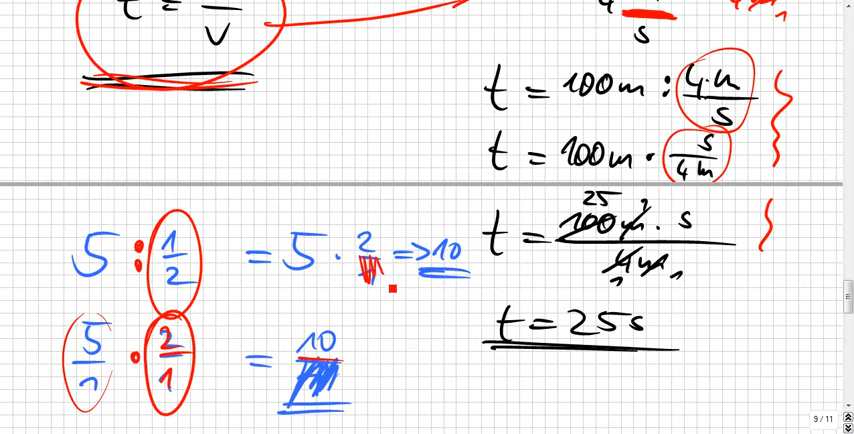 t = — v
4 — s
t = 100m : 4·m/s
t = 100m · s/4m
t = 100m · s / 4m
25
t = 25s
5 : 1/2 = 5 · 2 => 10
5/1 · 2/1 = 10
9 / 11